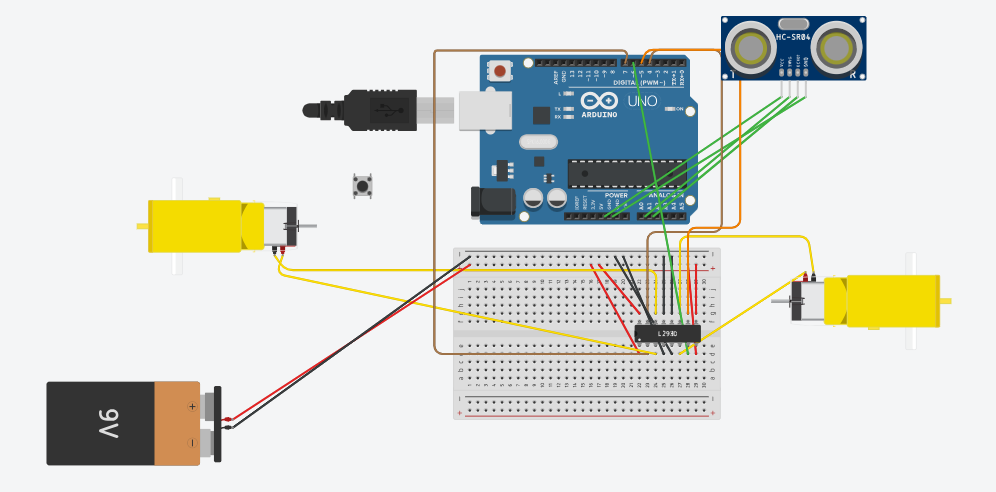 HC-SR04
T
R
VCC
TRIG
ECHO
GND
AREF
GND
13
12
~11
~10
~9
8
7
~6
~5
4
~3
2
TX→1
RX←0
DIGITAL (PWM~)
L
TX
RX
UNO
ARDUINO
ON
POWER
ANALOG IN
IOREF
RESET
3.3V
5V
GND
GND
A0
A1
A2
A3
A4
A5
L293D
9V
+
−